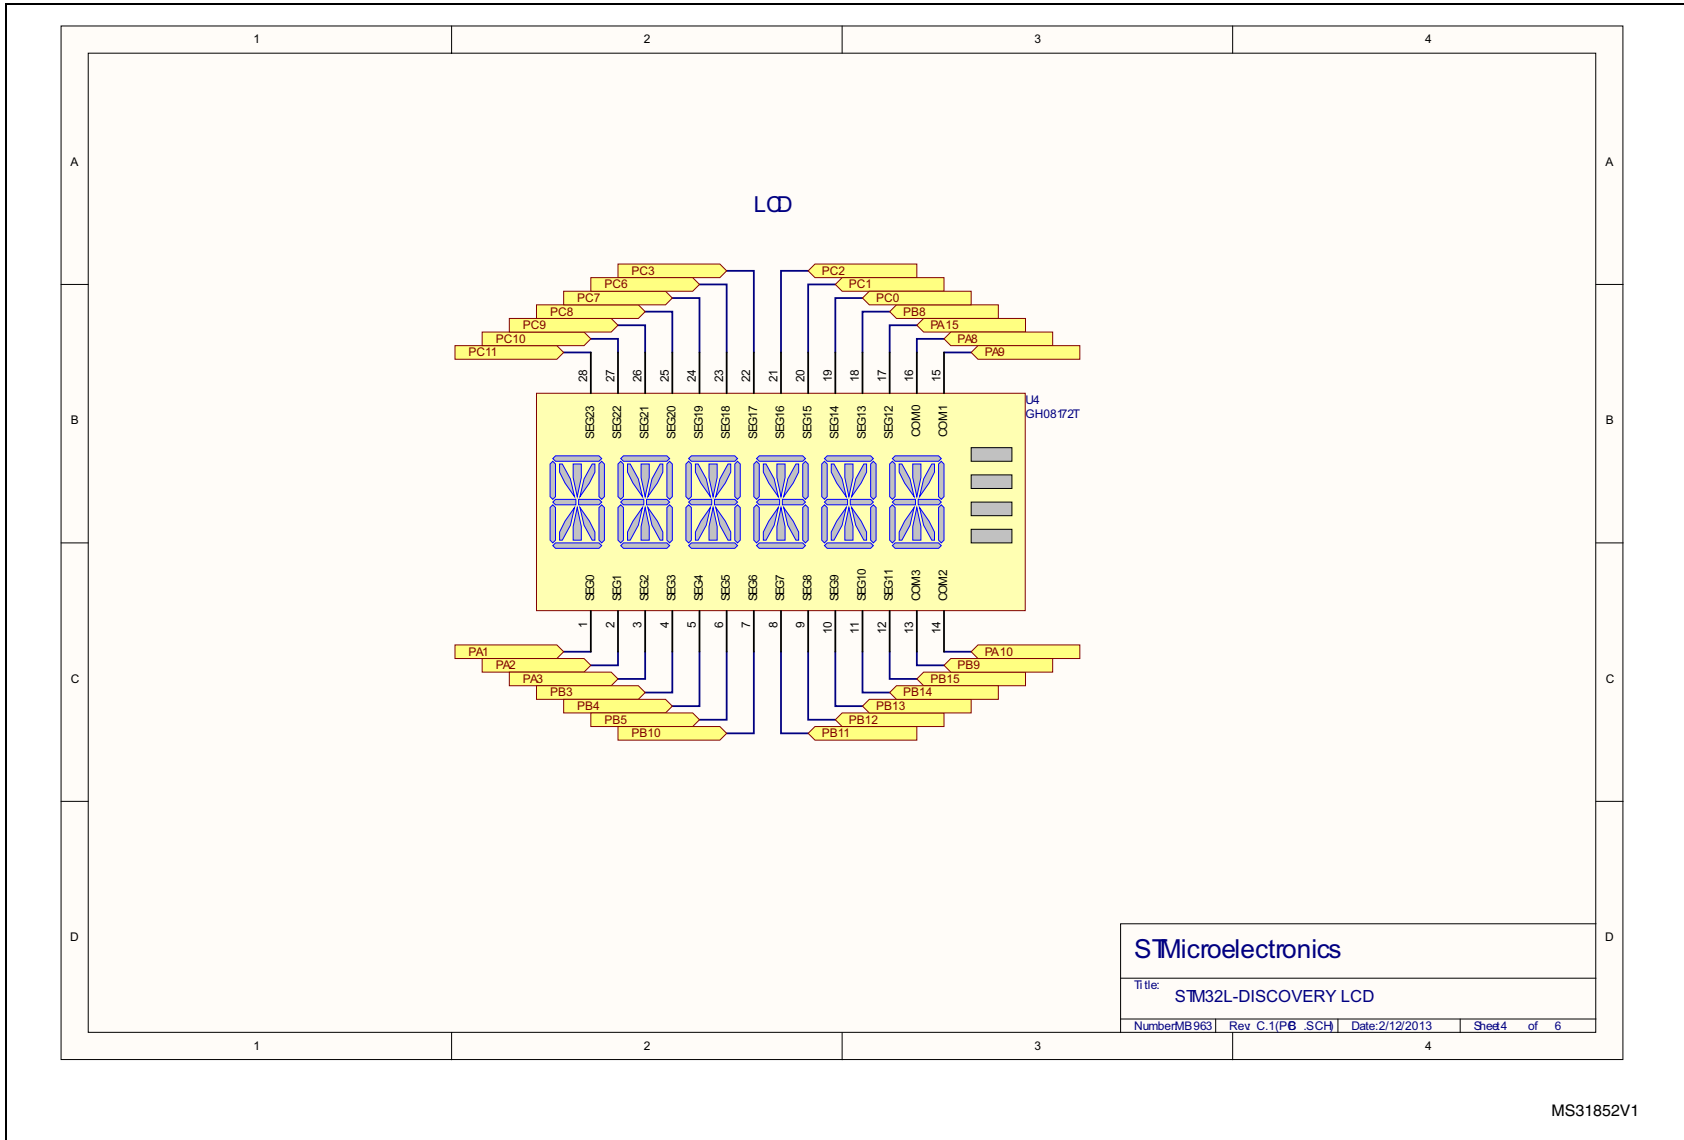 1 2 3 4
A A
LCD
PC3 PC2
PC6 PC1
PC7 PC0
PC8 PB8
PC9 PA15
PC10 PA8
PC11 PA9
28 27 26 25 24 23 22 21 20 19 18 17 16 15
U4
GH08172T
B B
SEG23 SEG22 SEG21 SEG20 SEG19 SEG18 SEG17 SEG16 SEG15 SEG14 SEG13 SEG12 COM0 COM1
SEG0 SEG1 SEG2 SEG3 SEG4 SEG5 SEG6 SEG7 SEG8 SEG9 SEG10 SEG11 COM3 COM2
1 2 3 4 5 6 7 8 9 10 11 12 13 14
PA1 PA10
PA2 PB9
C C
PA3 PB15
PB3 PB14
PB4 PB13
PB5 PB12
PB10 PB11
D D
STMicroelectronics
Title:
STM32L-DISCOVERY LCD
Number:MB963 Rev: C.1(PCB .SCH) Date:2/12/2013 Sheet4 of 6
1 2 3 4
MS31852V1